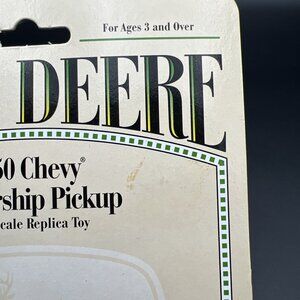 For Ages 3 and Over
DEERE
50 Chevy®
rship Pickup
cale Replica Toy